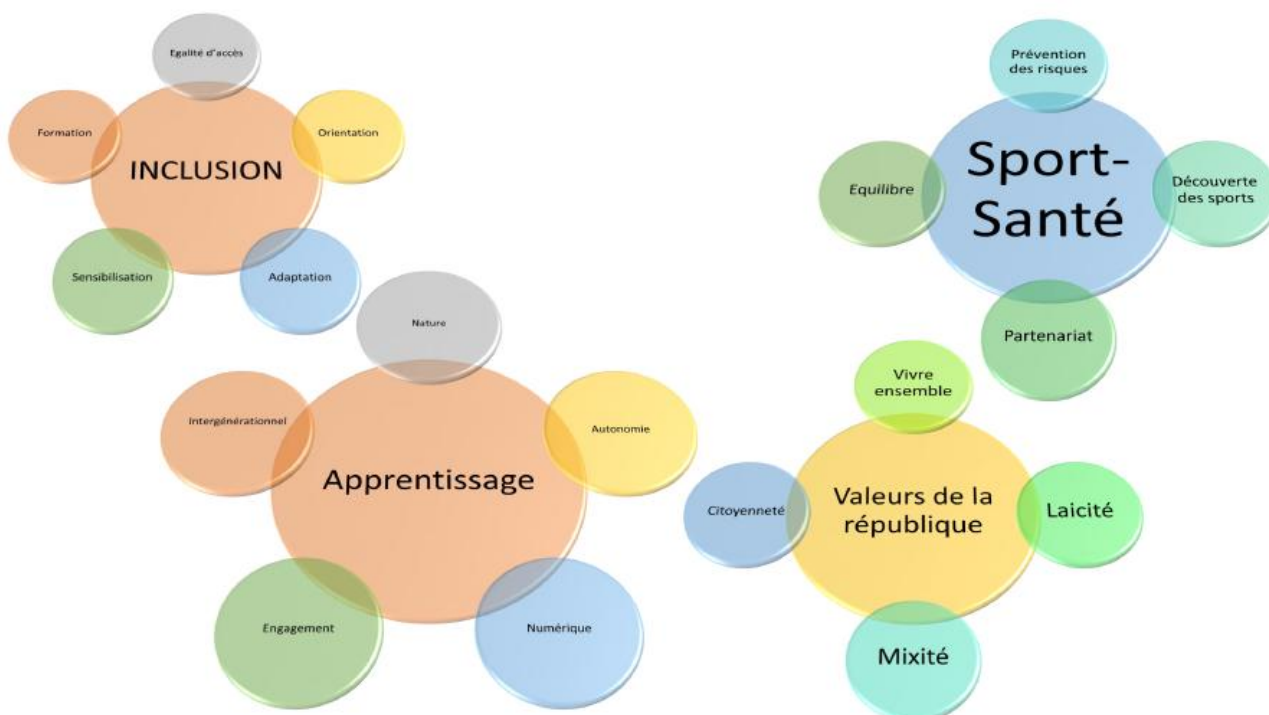 Egalité d'accès
Formation
Orientation
INCLUSION
Sensibilisation
Adaptation
Prévention
des risques
Equilibre
Sport-
Santé
Découverte
des sports
Partenariat
Nature
Intergénérationnel
Autonomie
Apprentissage
Engagement
Numérique
Vivre
ensemble
Citoyenneté
Valeurs de la
république
Laicité
Mixité